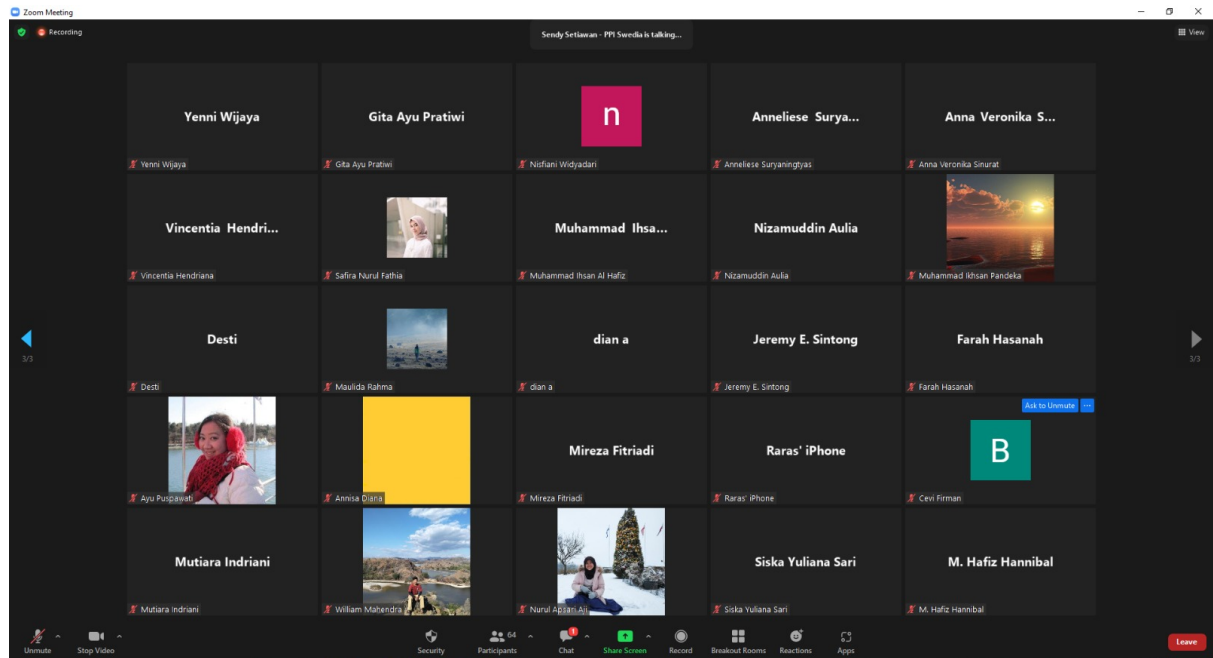 Zoom Meeting
Recording
Sendy Setiawan - PPI Swedia is talking...
View
Yenni Wijaya
Gita Ayu Pratiwi
n
Anneliese Surya...
Anna Veronika S...
Yenni Wijaya
Gita Ayu Pratiwi
Nisfiani Widyadari
Anneliese Suryaningtyas
Anna Veronika Sinurat
Vincentia Hendri...
Muhammad Ihsa...
Nizamuddin Aulia
Vincentia Hendriana
Safira Nurul Fathia
Muhammad Ihsan Al Hafiz
Nizamuddin Aulia
Muhammad Ikhsan Pandeka
Desti
dian a
Jeremy E. Sintong
Farah Hasanah
3/3
3/3
Desti
Maulida Rahma
dian a
Jeremy E. Sintong
Farah Hasanah
Ask to Unmute
Mireza Fitriadi
Raras' iPhone
B
Ayu Puspawati
Annisa Diana
Mireza Fitriadi
Raras' iPhone
Cevi Firman
Mutiara Indriani
Siska Yuliana Sari
M. Hafiz Hannibal
Mutiara Indriani
William Mahendra
Nurul Apsari Aji
Siska Yuliana Sari
M. Hafiz Hannibal
Unmute
Stop Video
Security
64
Participants
1
Chat
Share Screen
Record
Breakout Rooms
Reactions
Apps
Leave